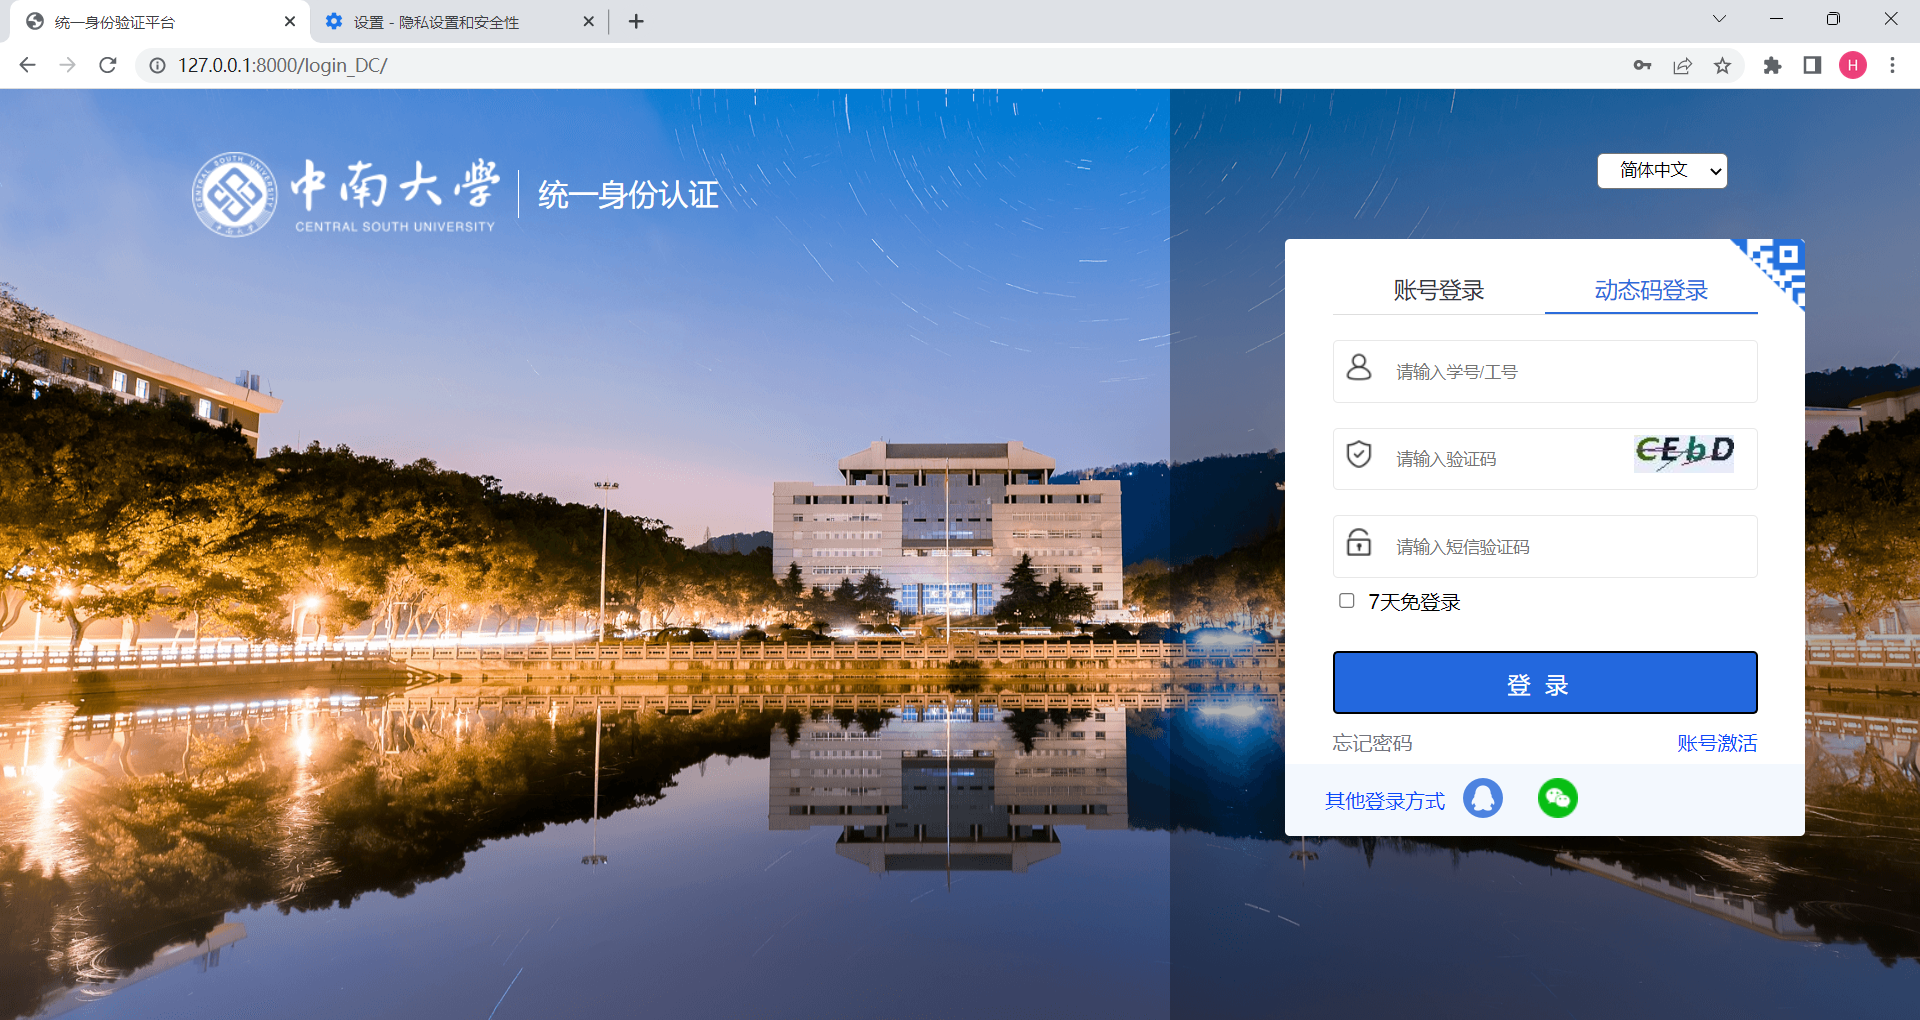 统一身份验证平台
设置 - 隐私设置和安全性
127.0.0.1:8000/login_DC/
H
中南大学
CENTRAL SOUTH UNIVERSITY
统一身份认证
简体中文
账号登录
动态码登录
请输入学号/工号
请输入验证码
CEbD
请输入短信验证码
7天免登录
登 录
忘记密码
账号激活
其他登录方式